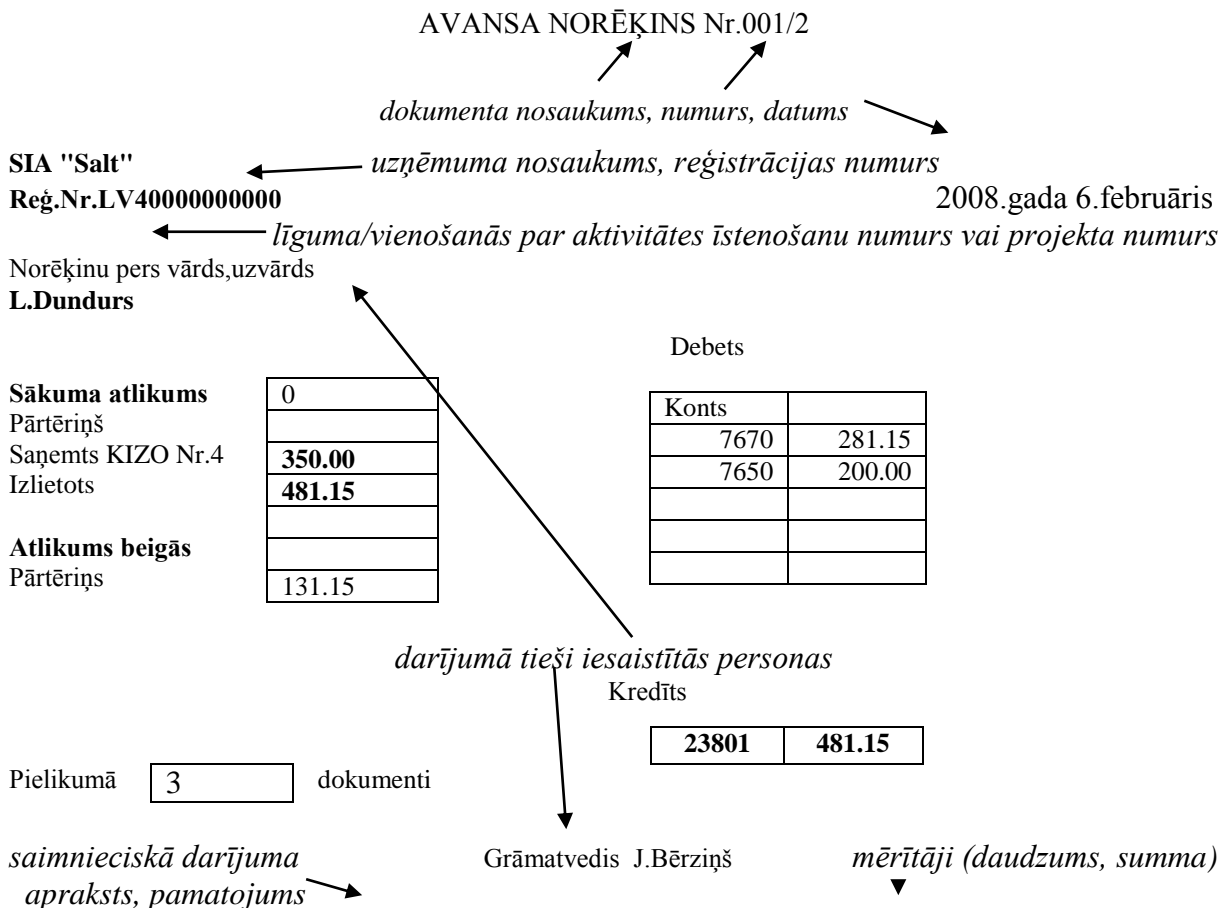 AVANSA NORĒĶINS Nr.001/2
dokumenta nosaukums, numurs, datums
SIA "Salt"
uzņēmuma nosaukums, reģistrācijas numurs
Reģ.Nr.LV40000000000
2008.gada 6.februāris
līguma/vienošanās par aktivitātes īstenošanu numurs vai projekta numurs
Norēķinu pers vārds,uzvārds
L.Dundurs
Debets
Sākuma atlikums 0
Pārtēriņš
Saņemts KIZO Nr.4 350.00
Izlietots 481.15
Atlikums beigās
Pārtēriņs 131.15
Konts
7670 281.15
7650 200.00
darījumā tieši iesaistītās personas
Kredīts
23801 481.15
Pielikumā 3 dokumenti
saimnieciskā darījuma
apraksts, pamatojums
Grāmatvedis J.Bērziņš
mērītāji (daudzums, summa)